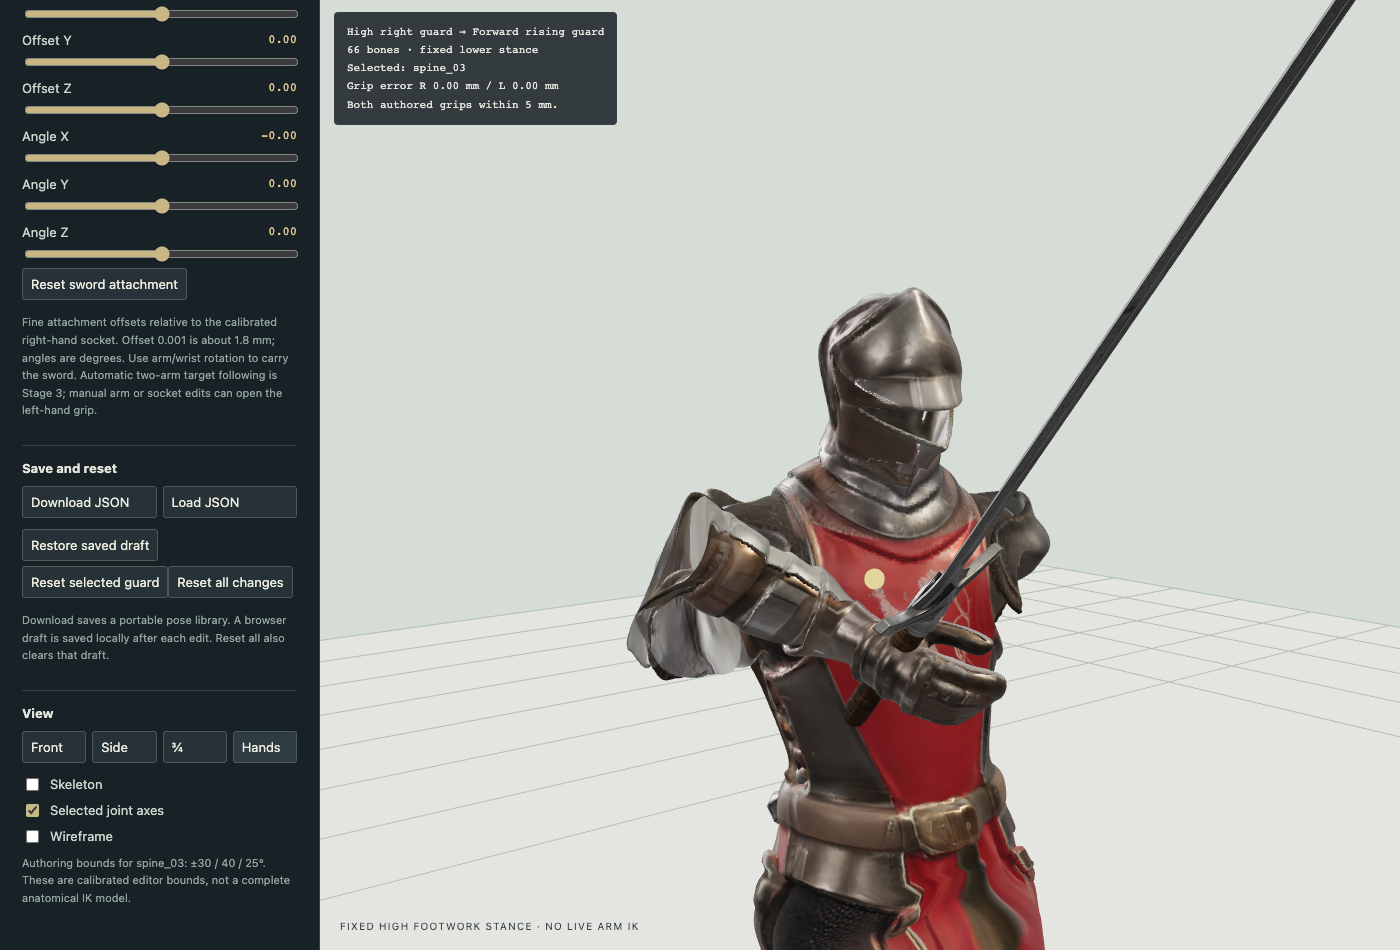 Offset Y 0.00
Offset Z 0.00
Angle X −0.00
Angle Y 0.00
Angle Z 0.00
Reset sword attachment
Fine attachment offsets relative to the calibrated
right-hand socket. Offset 0.001 is about 1.8 mm;
angles are degrees. Use arm/wrist rotation to carry
the sword. Automatic two-arm target following is
Stage 3; manual arm or socket edits can open the
left-hand grip.
Save and reset
Download JSON Load JSON
Restore saved draft
Reset selected guard Reset all changes
Download saves a portable pose library. A browser
draft is saved locally after each edit. Reset all also
clears that draft.
View
Front Side ¾ Hands
Skeleton
Selected joint axes
Wireframe
Authoring bounds for spine_03: ±30 / 40 / 25°.
These are calibrated editor bounds, not a complete
anatomical IK model.
High right guard → Forward rising guard
66 bones · fixed lower stance
Selected: spine_03
Grip error R 0.00 mm / L 0.00 mm
Both authored grips within 5 mm.
FIXED HIGH FOOTWORK STANCE · NO LIVE ARM IK